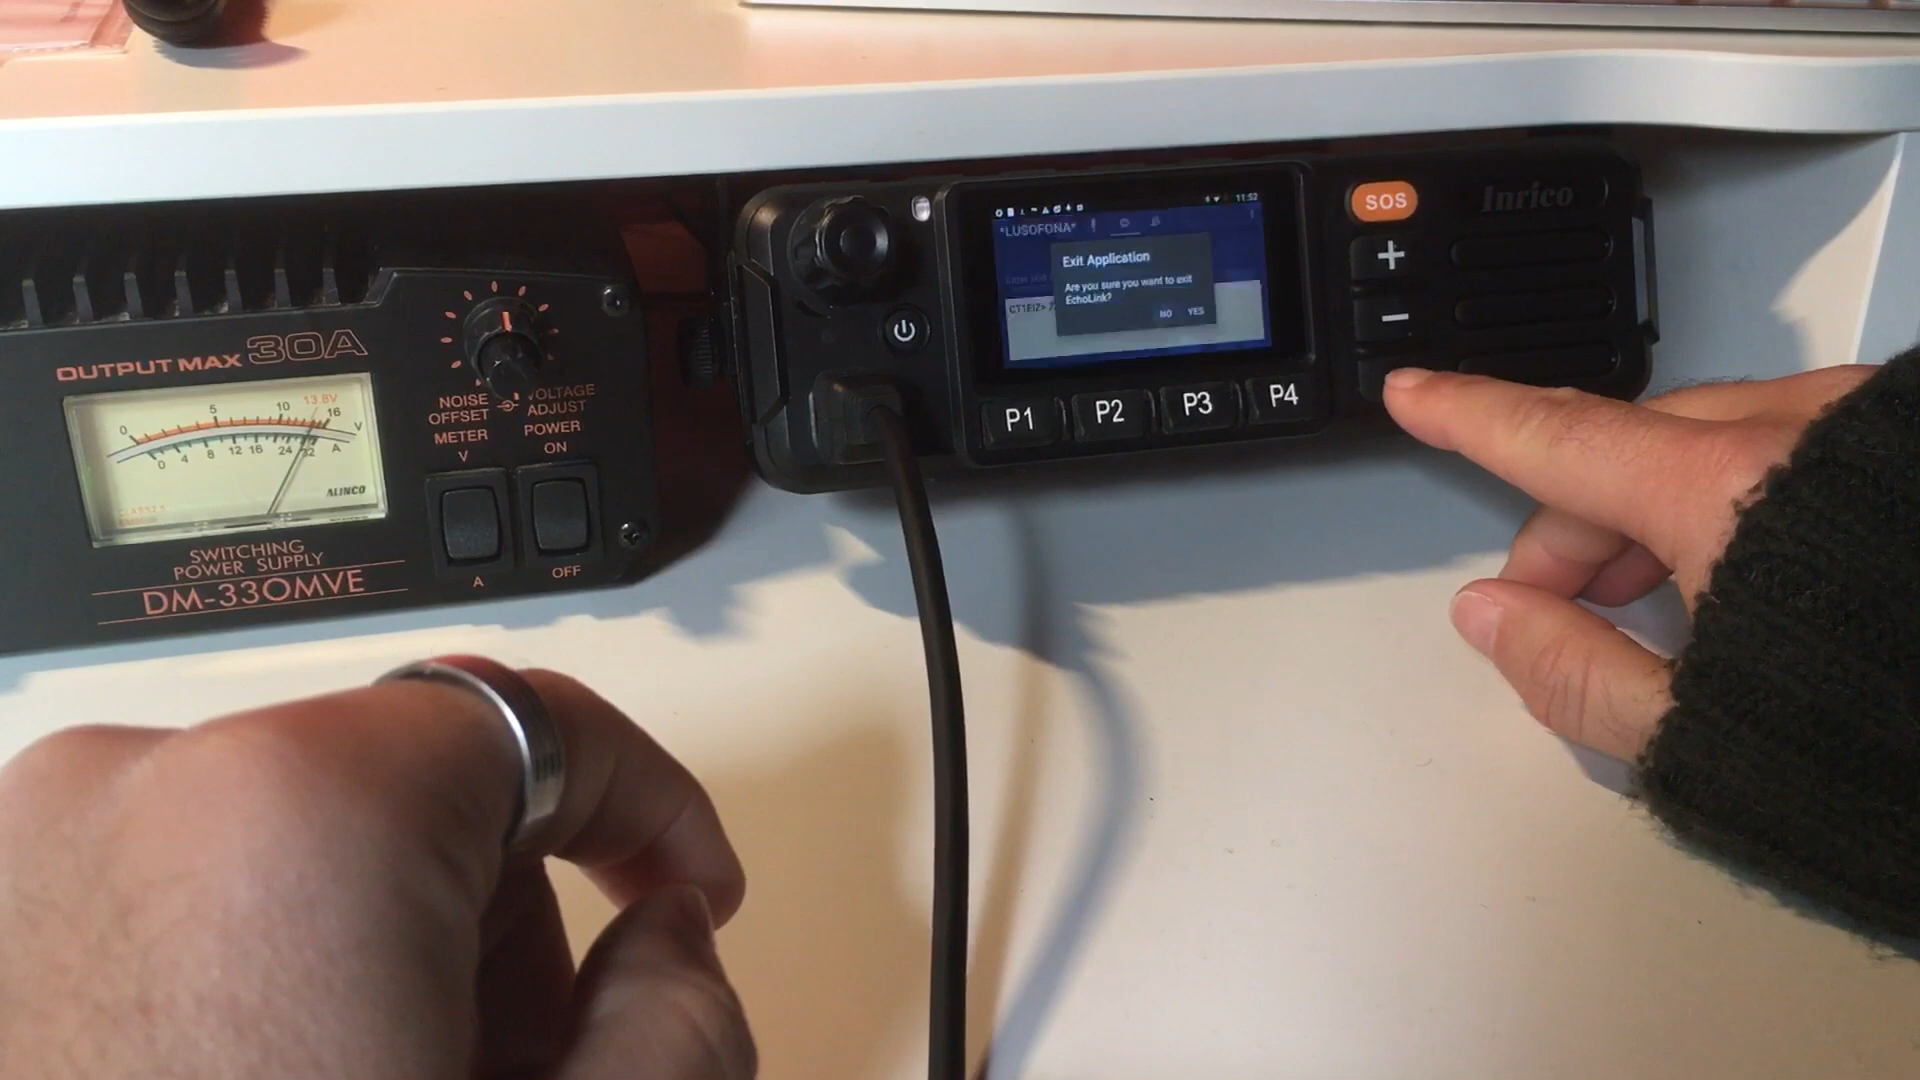 OUTPUT MAX 30A
13.8V
0 5 10 16 V
0 4 8 12 16 24 32 A
ALINCO
SWITCHING
POWER SUPPLY
DM-330MVE
NOISE
OFFSET
VOLTAGE
ADJUST
METER
V
A
POWER
ON
OFF
11:52
*LUSOFONA*
Exit Application
Are you sure you want to exit
EchoLink?
NO YES
P1 P2 P3 P4
SOS
+
−
Inrico